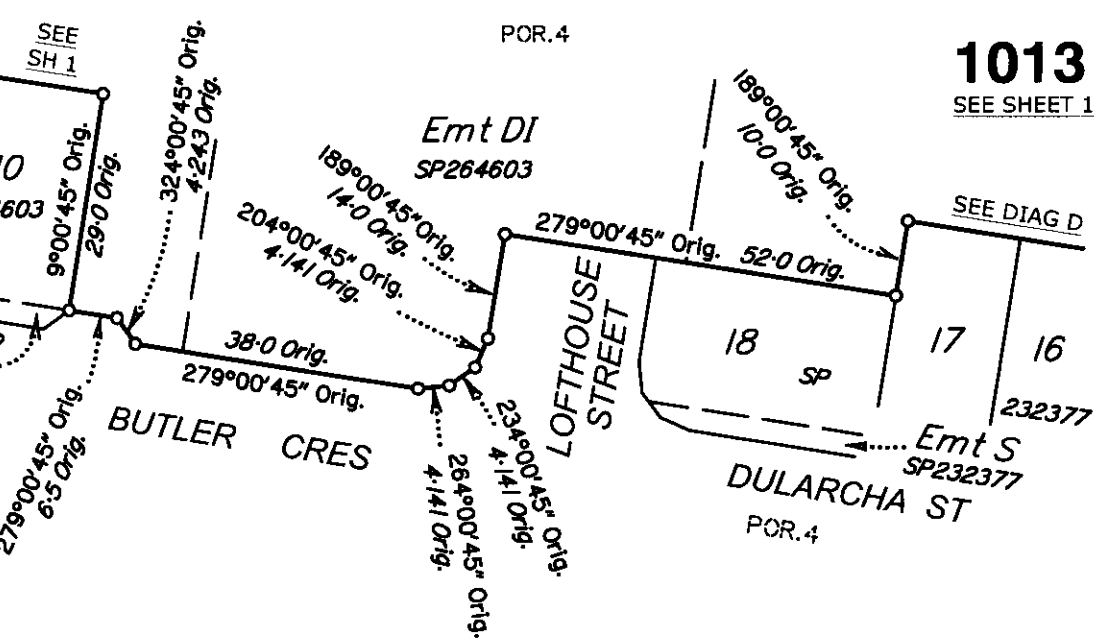 SEE
SH 1
POR.4
1013
SEE SHEET 1
324°00'45" Orig.
4·243 Orig.
Emt DI
SP264603
189°00'45" Orig.
10·0 Orig.
9°00'45" Orig.
29·0 Orig.
189°00'45" Orig.
14·0 Orig.
204°00'45" Orig.
4·141 Orig.
279°00'45" Orig. 52·0 Orig.
SEE DIAG D
LOFTHOUSE
STREET
18
SP
17
16
232377
38·0 Orig.
279°00'45" Orig.
BUTLER CRES
279°00'45" Orig.
6·5 Orig.
264°00'45" Orig.
4·141 Orig.
234°00'45" Orig.
4·141 Orig.
Emt S
SP232377
DULARCHA ST
POR.4